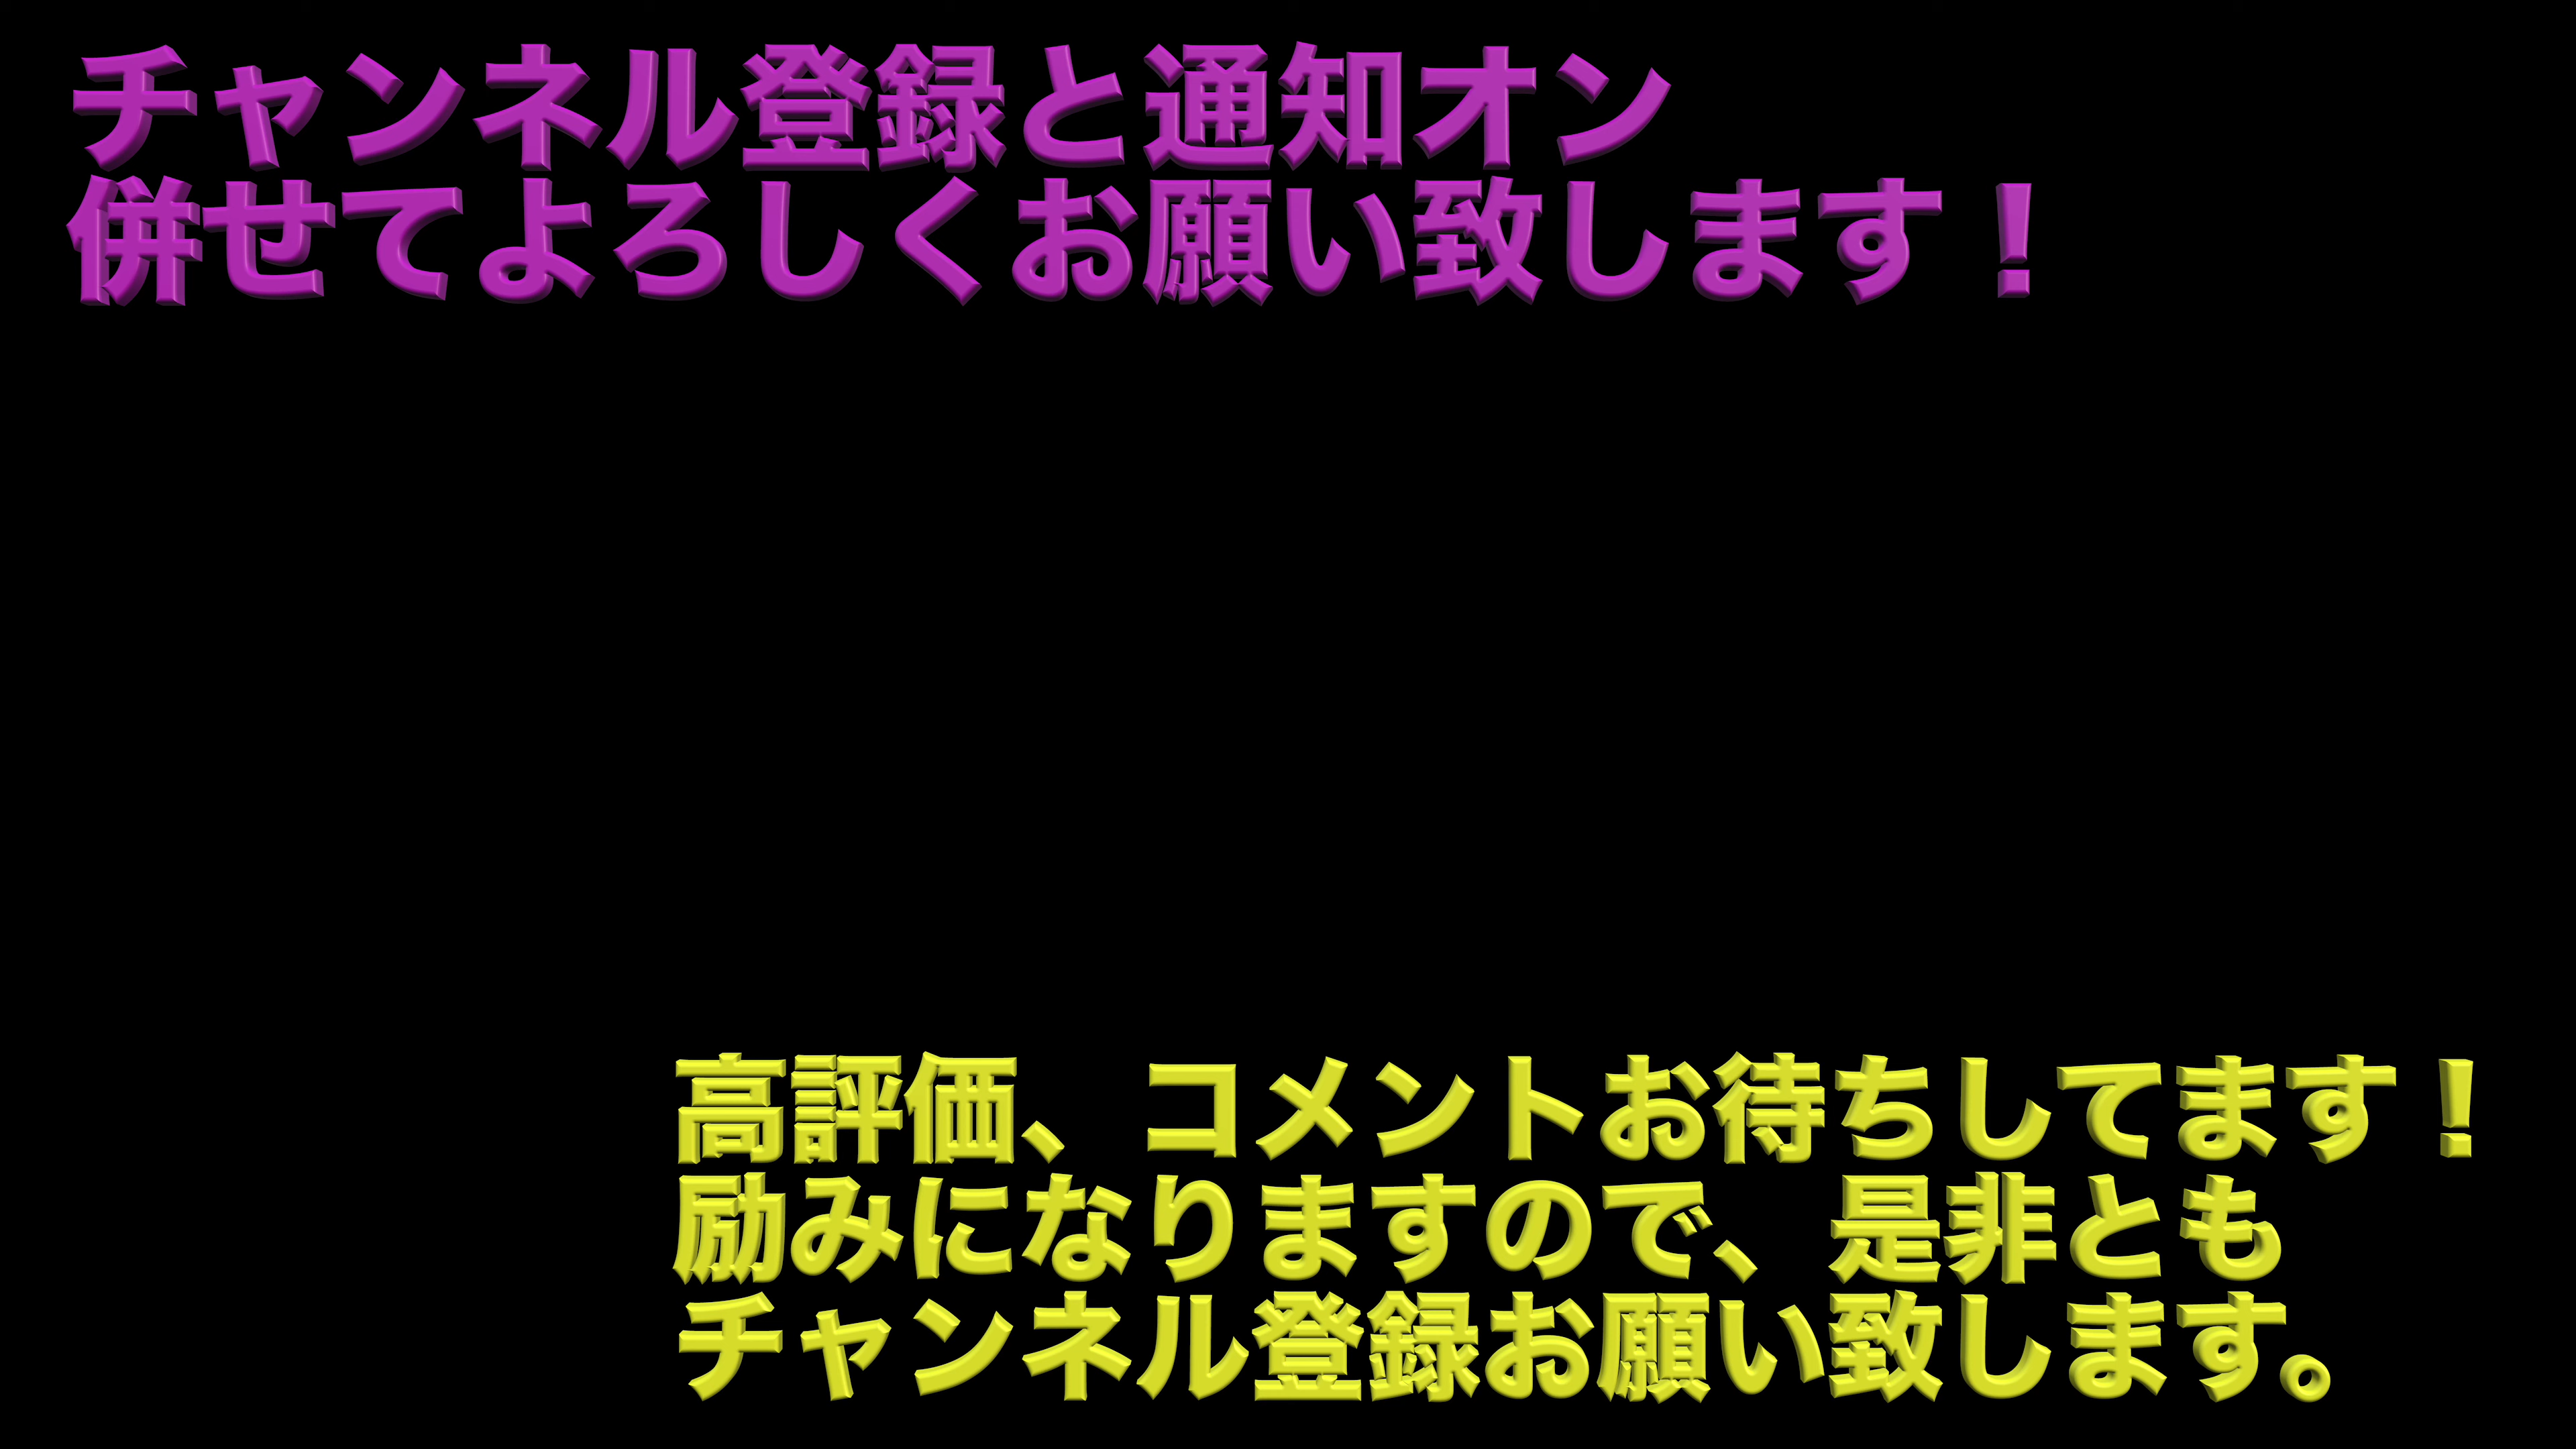 チャンネル登録と通知オン
併せてよろしくお願い致します！
高評価、コメントお待ちしてます！
励みになりますので、是非とも
チャンネル登録お願い致します。